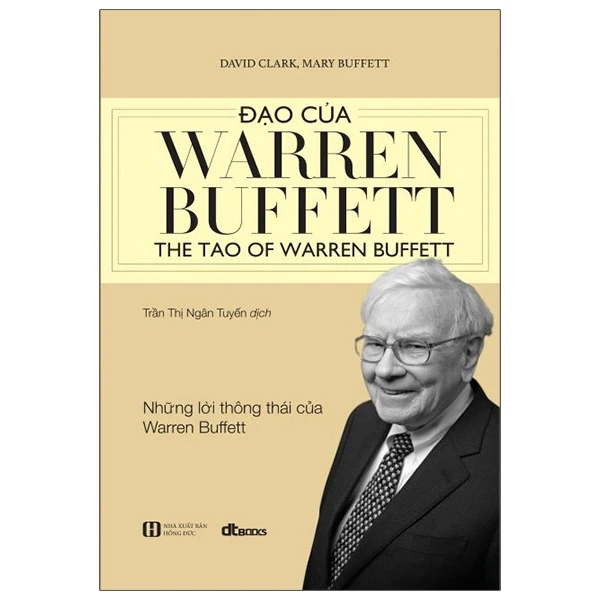 DAVID CLARK, MARY BUFFETT
ĐẠO CỦA
WARREN
BUFFETT
THE TAO OF WARREN BUFFETT
Trần Thị Ngân Tuyến dịch
Những lời thông thái của
Warren Buffett
NHÀ XUẤT BẢN
HỒNG ĐỨC
dtBOOKS